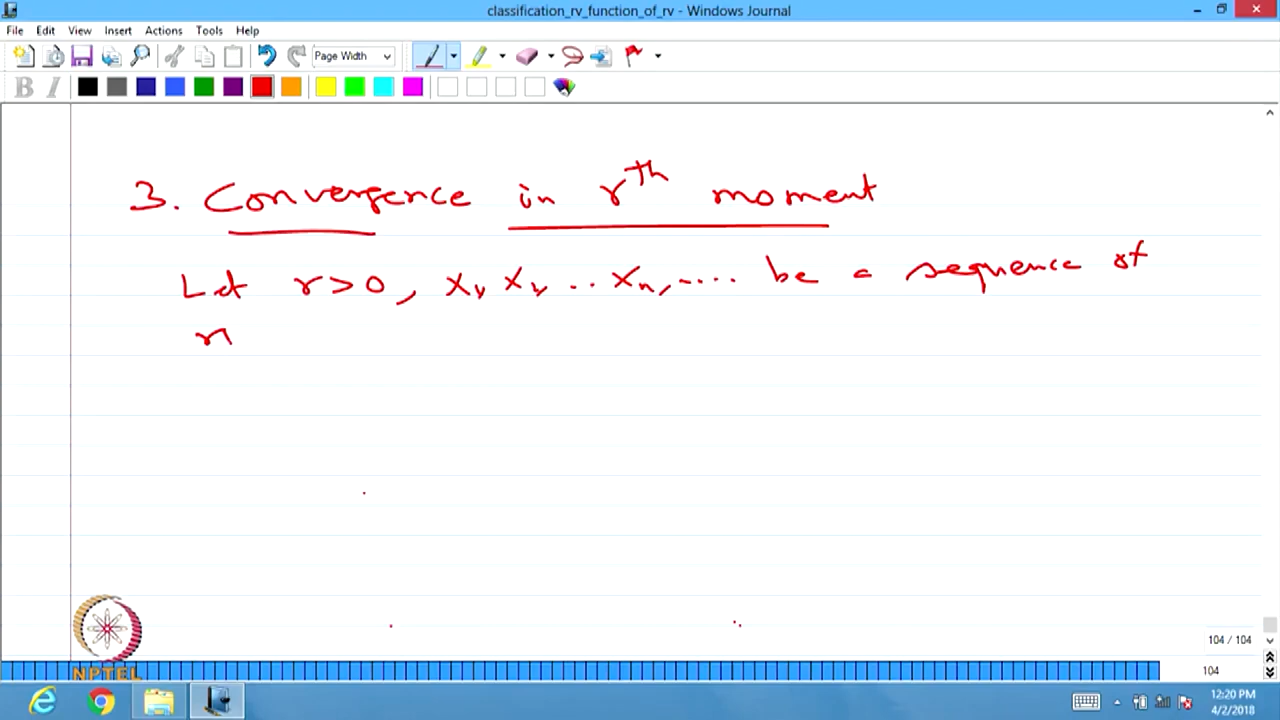 classification_rv_function_of_rv - Windows Journal
File Edit View Insert Actions Tools Help
Page Width
B I
3. Convergence in rth moment
Let r>0, X1, X2, .. Xn, .... be a sequence of
r
104 / 104
NPTEL
104
12:20 PM
4/2/2018